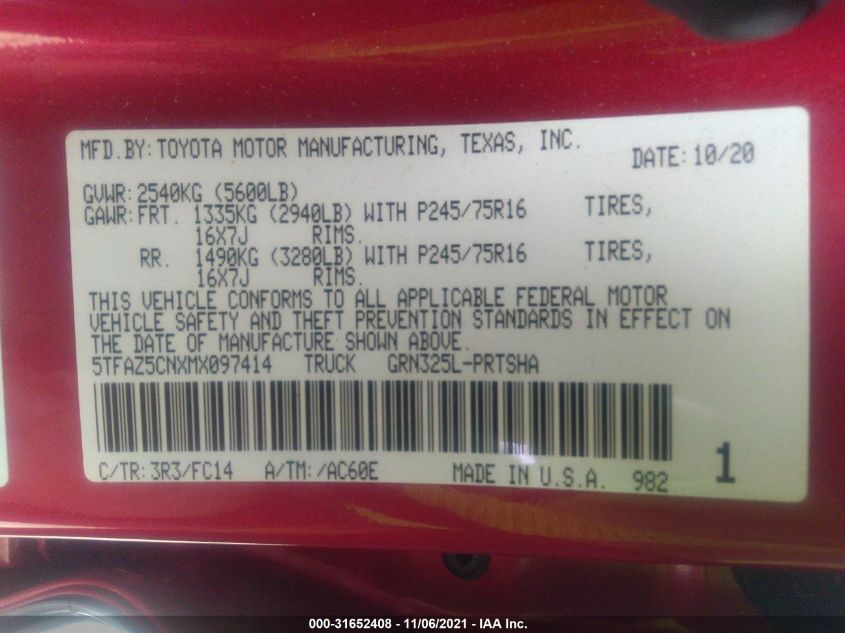 MFD.BY: TOYOTA MOTOR MANUFACTURING, TEXAS, INC. DATE: 10/20
GVWR: 2540KG (5600LB)
GAWR: FRT. 1335KG (2940LB) WITH P245/75R16 TIRES,
16X7J RIMS.
RR. 1490KG (3280LB) WITH P245/75R16 TIRES,
16X7J RIMS.
THIS VEHICLE CONFORMS TO ALL APPLICABLE FEDERAL MOTOR
VEHICLE SAFETY AND THEFT PREVENTION STANDARDS IN EFFECT ON
THE DATE OF MANUFACTURE SHOWN ABOVE.
5TFAZ5CNXMX097414 TRUCK GRN325L-PRTSHA
C/TR: 3R3/FC14 A/TM: /AC60E MADE IN U.S.A. 982 1
000-31652408 - 11/06/2021 - IAA Inc.